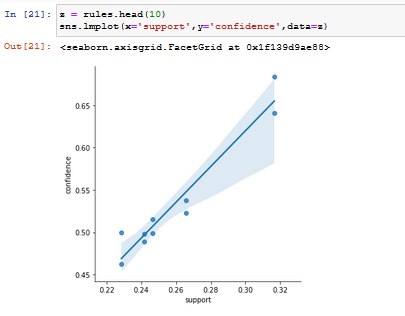 In [21]: z = rules.head(10)
sns.lmplot(x='support',y='confidence',data=z)
Out[21]: <seaborn.axisgrid.FacetGrid at 0x1f139d9ae88>
0.65
0.60
0.55
0.50
0.45
confidence
0.22 0.24 0.26 0.28 0.30 0.32
support